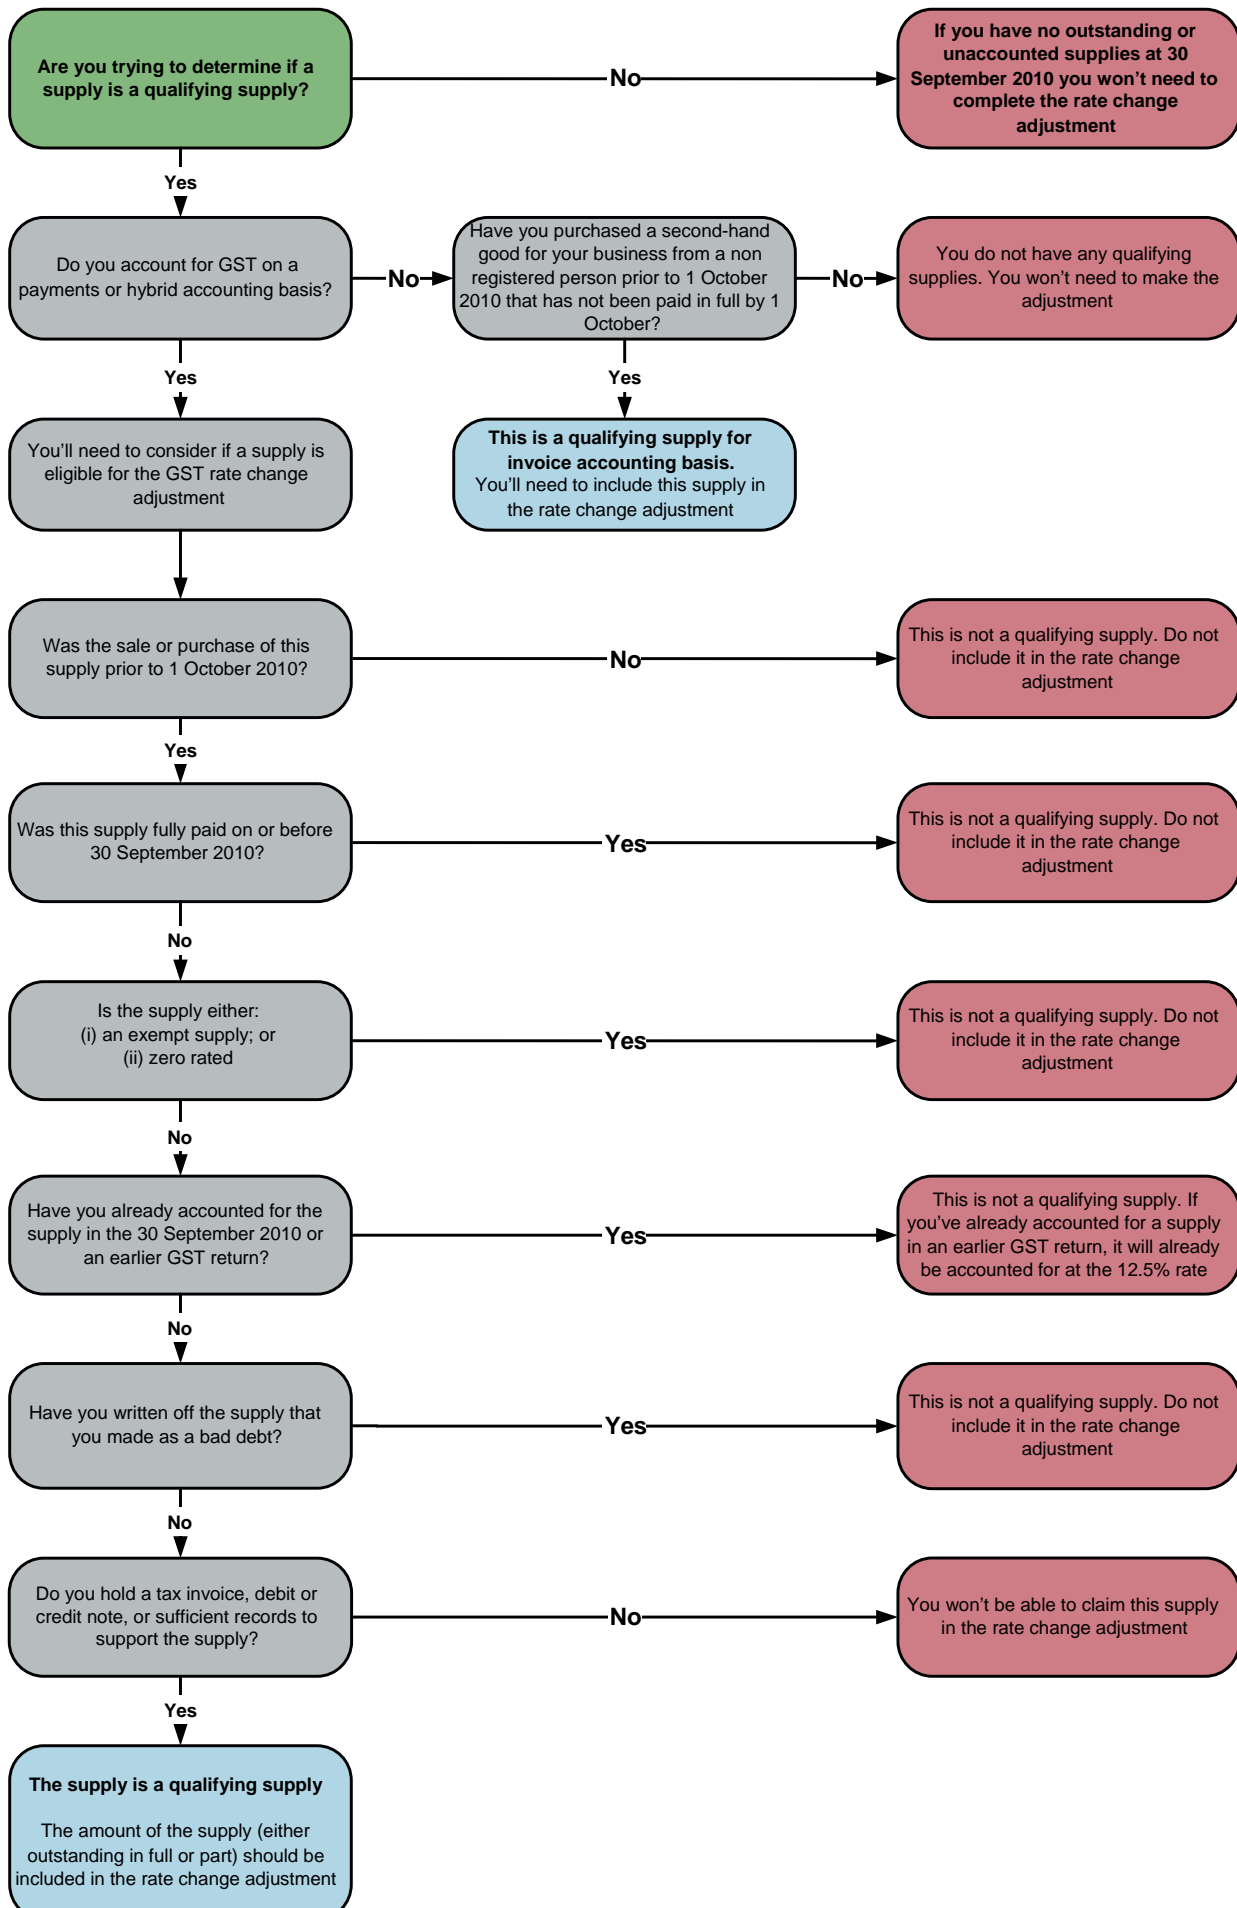 Are you trying to determine if a
supply is a qualifying supply?
No
If you have no outstanding or
unaccounted supplies at 30
September 2010 you won't need to
complete the rate change
adjustment
Yes
Do you account for GST on a
payments or hybrid accounting basis?
No
Have you purchased a second-hand
good for your business from a non
registered person prior to 1 October
2010 that has not been paid in full by 1
October?
No
You do not have any qualifying
supplies. You won't need to make the
adjustment
Yes
Yes
You'll need to consider if a supply is
eligible for the GST rate change
adjustment
This is a qualifying supply for
invoice accounting basis.
You'll need to include this supply in
the rate change adjustment
Was the sale or purchase of this
supply prior to 1 October 2010?
No
This is not a qualifying supply. Do not
include it in the rate change
adjustment
Yes
Was this supply fully paid on or before
30 September 2010?
Yes
This is not a qualifying supply. Do not
include it in the rate change
adjustment
No
Is the supply either:
(i) an exempt supply; or
(ii) zero rated
Yes
This is not a qualifying supply. Do not
include it in the rate change
adjustment
No
Have you already accounted for the
supply in the 30 September 2010 or
an earlier GST return?
Yes
This is not a qualifying supply. If
you've already accounted for a supply
in an earlier GST return, it will already
be accounted for at the 12.5% rate
No
Have you written off the supply that
you made as a bad debt?
Yes
This is not a qualifying supply. Do not
include it in the rate change
adjustment
No
Do you hold a tax invoice, debit or
credit note, or sufficient records to
support the supply?
No
You won't be able to claim this supply
in the rate change adjustment
Yes
The supply is a qualifying supply
The amount of the supply (either
outstanding in full or part) should be
included in the rate change adjustment